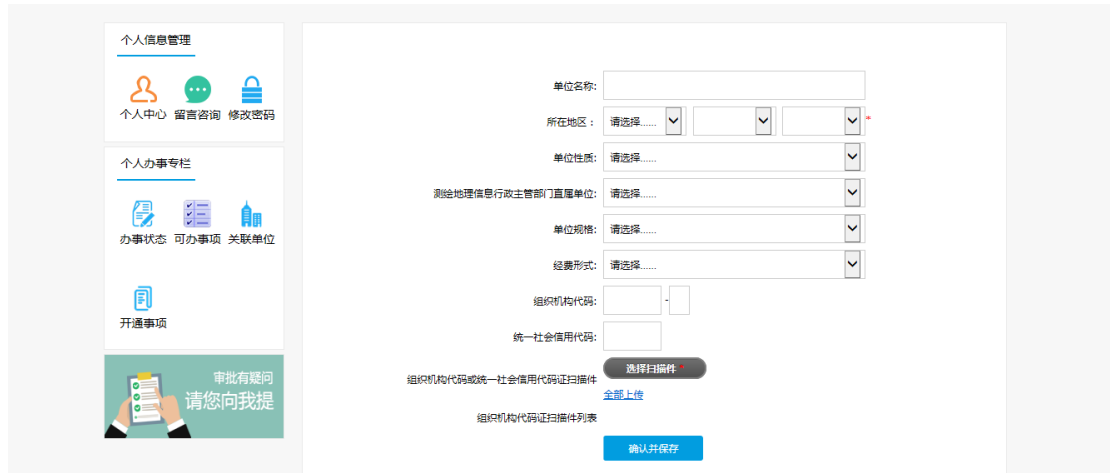 个人信息管理
个人中心 留言咨询 修改密码
个人办事专栏
办事状态 可办事项 关联单位
开通事项
审批有疑问
请您向我提
单位名称:
所在地区： 请选择...... *
单位性质: 请选择......
测绘地理信息行政主管部门直属单位: 请选择......
单位规格: 请选择......
经费形式: 请选择......
组织机构代码: -
统一社会信用代码:
组织机构代码或统一社会信用代码证扫描件 选择扫描件 *
全部上传
组织机构代码证扫描件列表
确认并保存